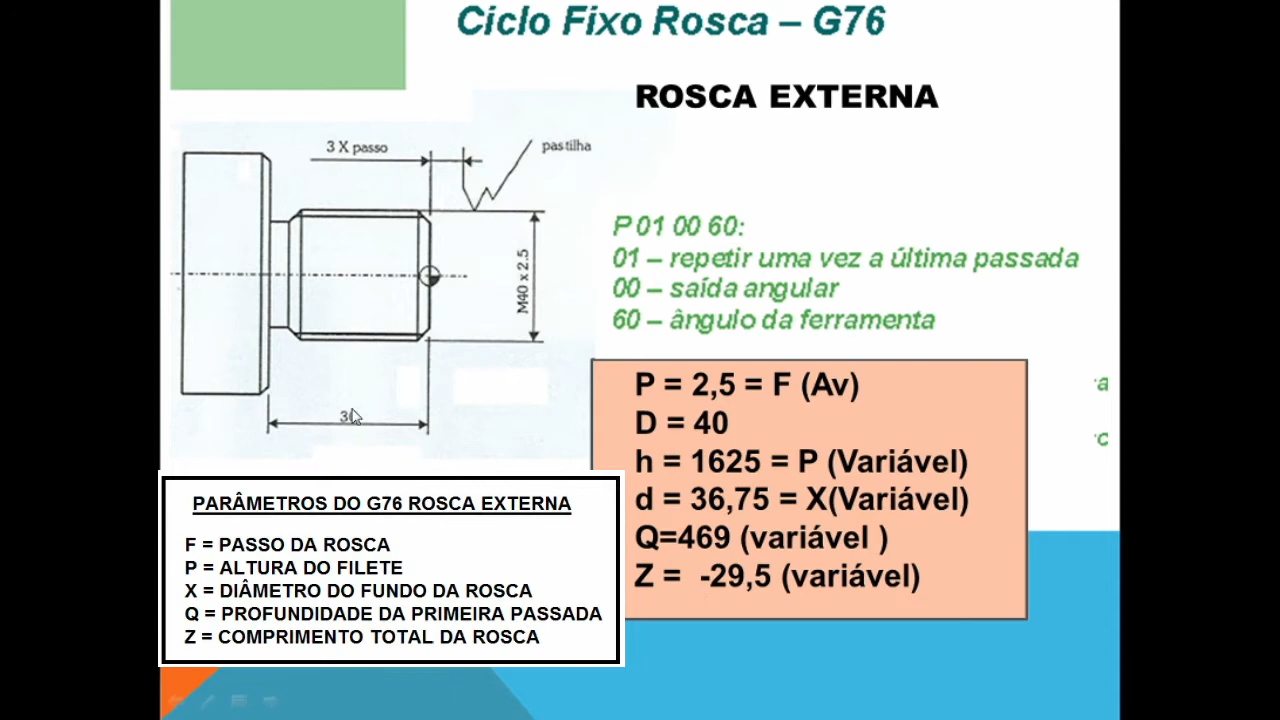 Ciclo Fixo Rosca – G76
ROSCA EXTERNA
3 X passo
pastilha
M40 x 2.5
P 01 00 60:
01 – repetir uma vez a última passada
00 – saída angular
60 – ângulo da ferramenta
P = 2,5 = F (Av)
D = 40
h = 1625 = P (Variável)
d = 36,75 = X(Variável)
Q=469 (variável )
Z = -29,5 (variável)
PARÂMETROS DO G76 ROSCA EXTERNA
F = PASSO DA ROSCA
P = ALTURA DO FILETE
X = DIÂMETRO DO FUNDO DA ROSCA
Q = PROFUNDIDADE DA PRIMEIRA PASSADA
Z = COMPRIMENTO TOTAL DA ROSCA